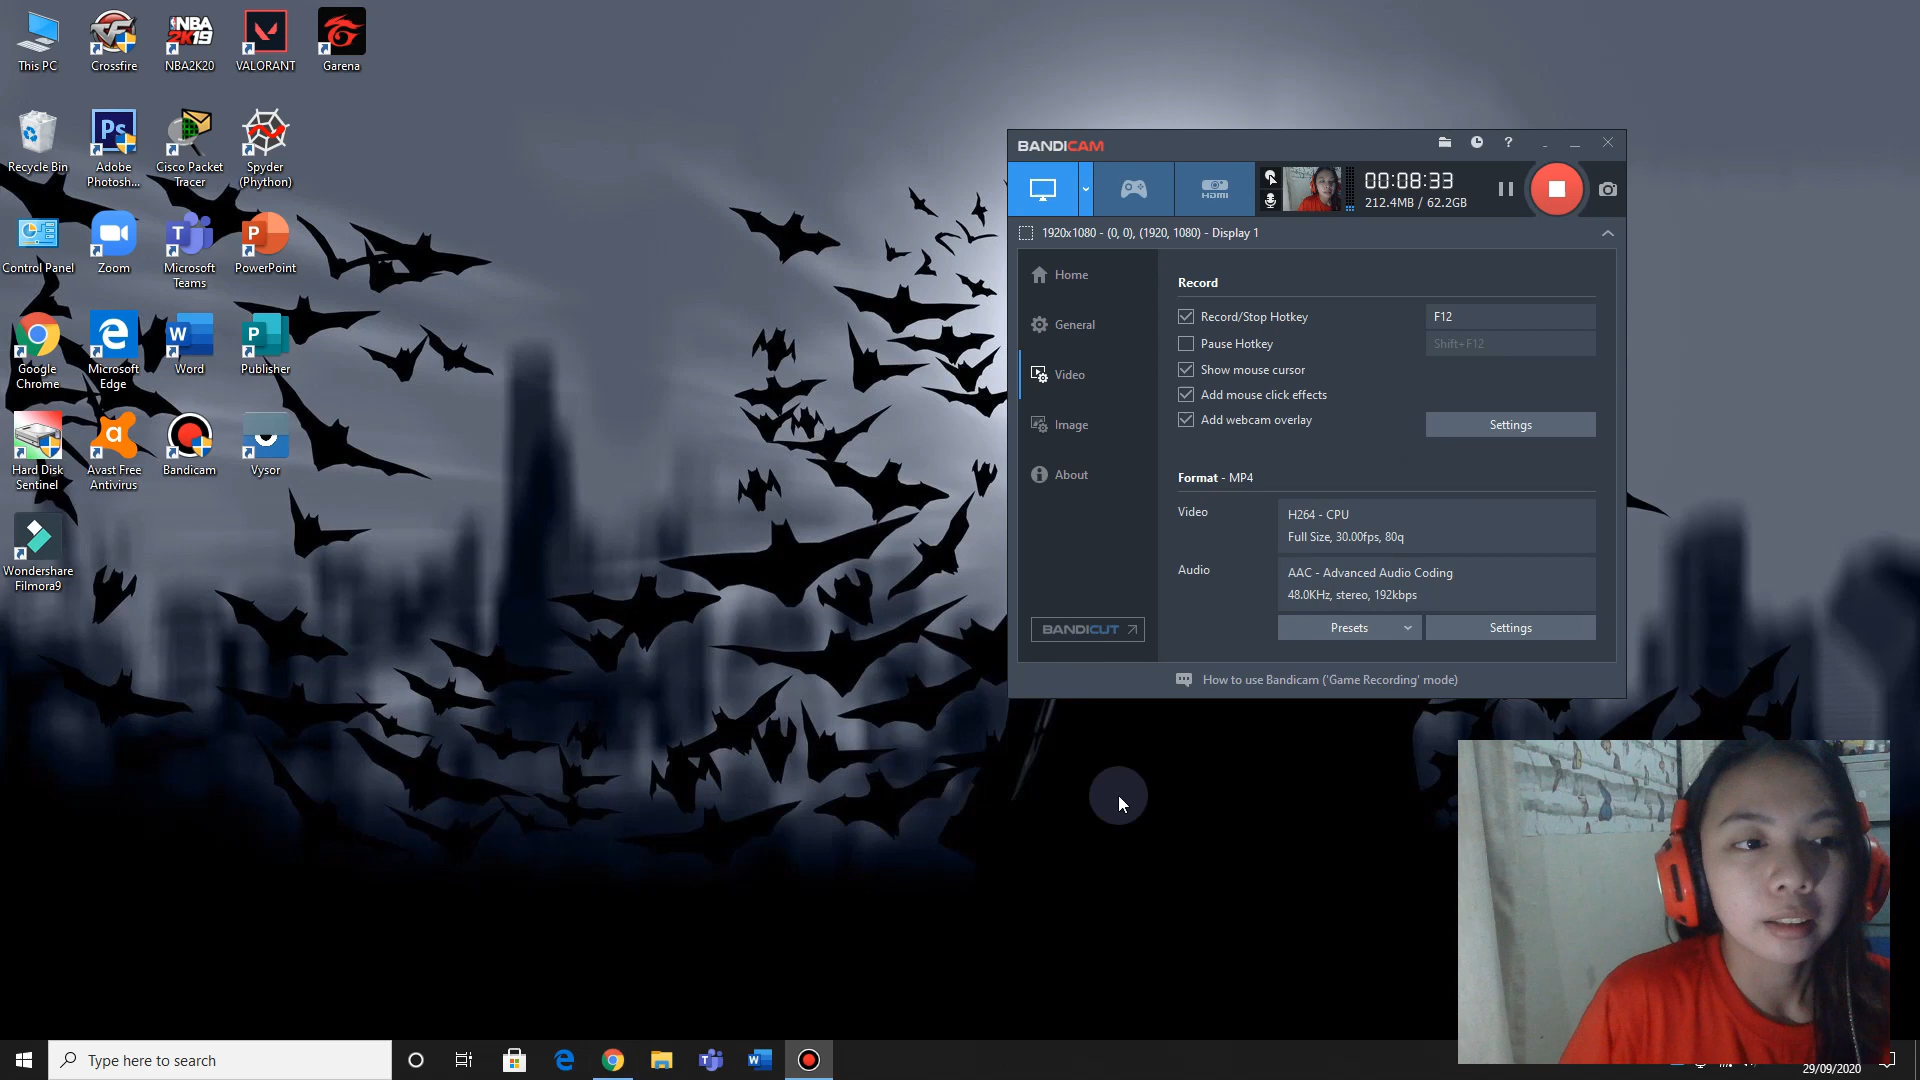 This PC
Crossfire
NBA 2K19
NBA2K20
VALORANT
Garena
Recycle Bin
Ps
Adobe
Photosh...
Cisco Packet
Tracer
Spyder
(Phython)
Control Panel
Zoom
Microsoft
Teams
PowerPoint
Google
Chrome
Microsoft
Edge
Word
Publisher
Hard Disk
Sentinel
Avast Free
Antivirus
Bandicam
Vysor
Wondershare
Filmora9
BANDICAM
HDMI
00:08:33
212.4MB / 62.2GB
1920x1080 - (0, 0), (1920, 1080) - Display 1
Home
General
Video
Image
About
BANDICUT
Record
Record/Stop Hotkey
F12
Pause Hotkey
Shift+F12
Show mouse cursor
Add mouse click effects
Add webcam overlay
Settings
Format - MP4
Video
H264 - CPU
Full Size, 30.00fps, 80q
Audio
AAC - Advanced Audio Coding
48.0KHz, stereo, 192kbps
Presets
Settings
How to use Bandicam ('Game Recording' mode)
Type here to search
29/09/2020